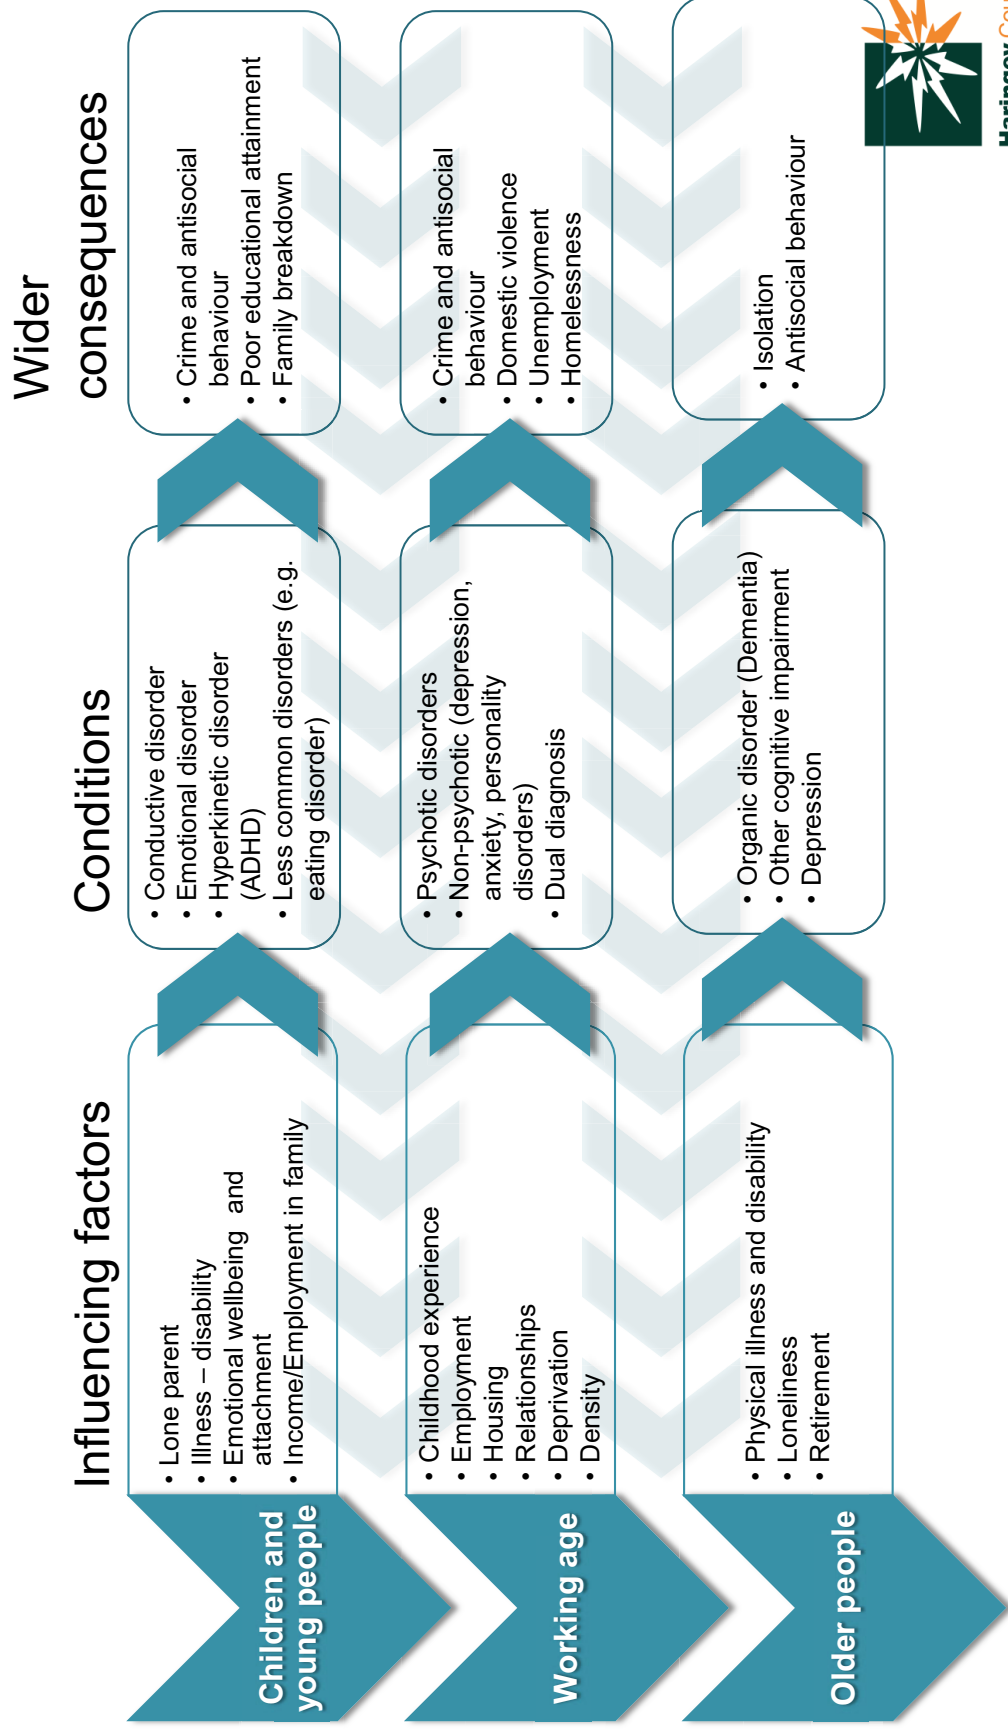 Influencing factors
Conditions
Wider
consequences
Children and
young people
• Lone parent
• Illness – disability
• Emotional wellbeing and
attachment
• Income/Employment in family
• Conductive disorder
• Emotional disorder
• Hyperkinetic disorder
(ADHD)
• Less common disorders (e.g.
eating disorder)
• Crime and antisocial
behaviour
• Poor educational attainment
• Family breakdown
Working age
• Childhood experience
• Employment
• Housing
• Relationships
• Deprivation
• Density
• Psychotic disorders
• Non-psychotic (depression,
anxiety, personality
disorders)
• Dual diagnosis
• Crime and antisocial
behaviour
• Domestic violence
• Unemployment
• Homelessness
Older people
• Physical illness and disability
• Loneliness
• Retirement
• Organic disorder (Dementia)
• Other cognitive impairment
• Depression
• Isolation
• Antisocial behaviour
Haringey